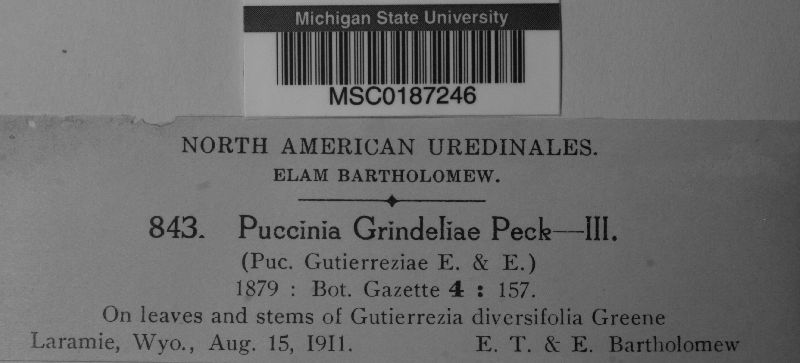 Michigan State University
MSC0187246
NORTH AMERICAN UREDINALES.
ELAM BARTHOLOMEW.
843. Puccinia Grindeliae Peck—III.
(Puc. Gutierreziae E. & E.)
1879 : Bot. Gazette 4 : 157.
On leaves and stems of Gutierrezia diversifolia Greene
Laramie, Wyo., Aug. 15, 1911. E. T. & E. Bartholomew